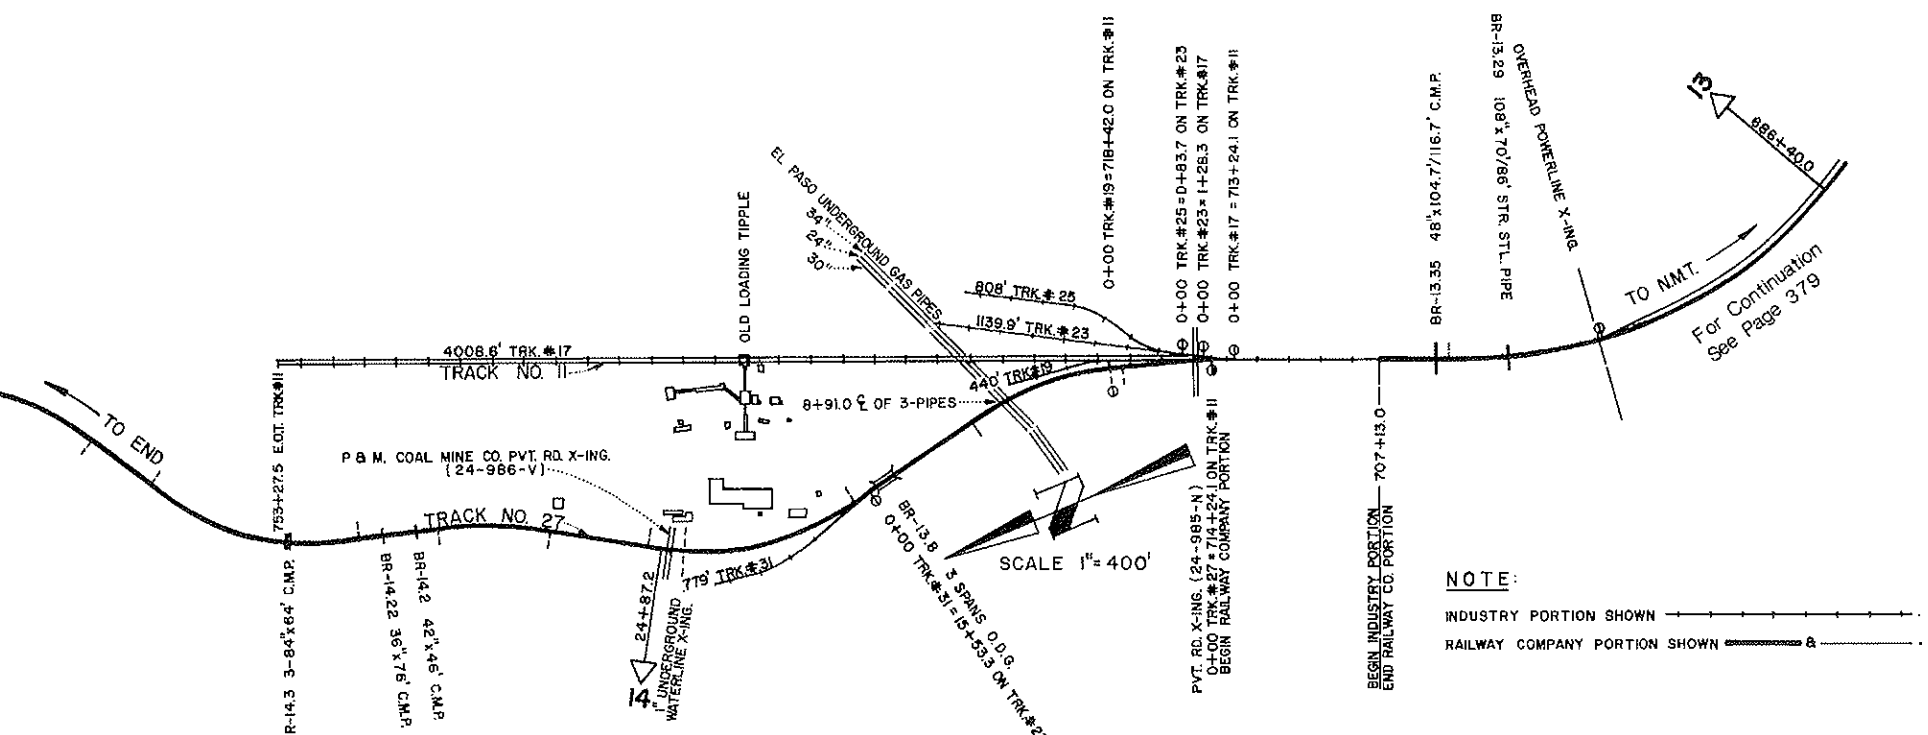 0+00 TRK.#19=718+42.0 ON TRK.#11
0+00 TRK.#25=0+83.7 ON TRK.#23
0+00 TRK.#23=1+28.3 ON TRK.#17
0+00 TRK.#17=713+24.1 ON TRK.#11
BR-13.35 48"x104.7'/116.7' C.M.P.
BR-13.29 108"x70'/86' STR. STL. PIPE
OVERHEAD POWERLINE X-ING.
13
686+40.0
TO N.M.T.
For Continuation
See Page 379
EL PASO UNDERGROUND GAS PIPES
34"
24"
30"
OLD LOADING TIPPLE
808' TRK.#25
1139.9' TRK.#23
4008.6' TRK.#17
TRACK NO. 11
440' TRK#19
8+91.0 ℄ OF 3-PIPES
TO END
753+27.5 E.O.T. TRK#11
P & M. COAL MINE CO. PVT. RD. X-ING.
(24-986-V)
TRACK NO. 27
779' TRK.#31
24+87.2
14
1" UNDERGROUND
WATERLINE X-ING.
R-14.3 3-84"x64' C.M.P.
BR-14.22 36"x76' C.M.P.
BR-14.2 42"x46' C.M.P.
BR-13.8 3 SPANS O.D.G.
0+00 TRK.#31=15+53.3 ON TRK.#2
SCALE 1"=400'
PVT. RD. X-ING. (24-985-N)
0+00 TRK.#27=714+24.1 ON TRK.#11
BEGIN RAILWAY COMPANY PORTION
BEGIN INDUSTRY PORTION
END RAILWAY CO. PORTION
707+13.0
NOTE:
INDUSTRY PORTION SHOWN
RAILWAY COMPANY PORTION SHOWN &